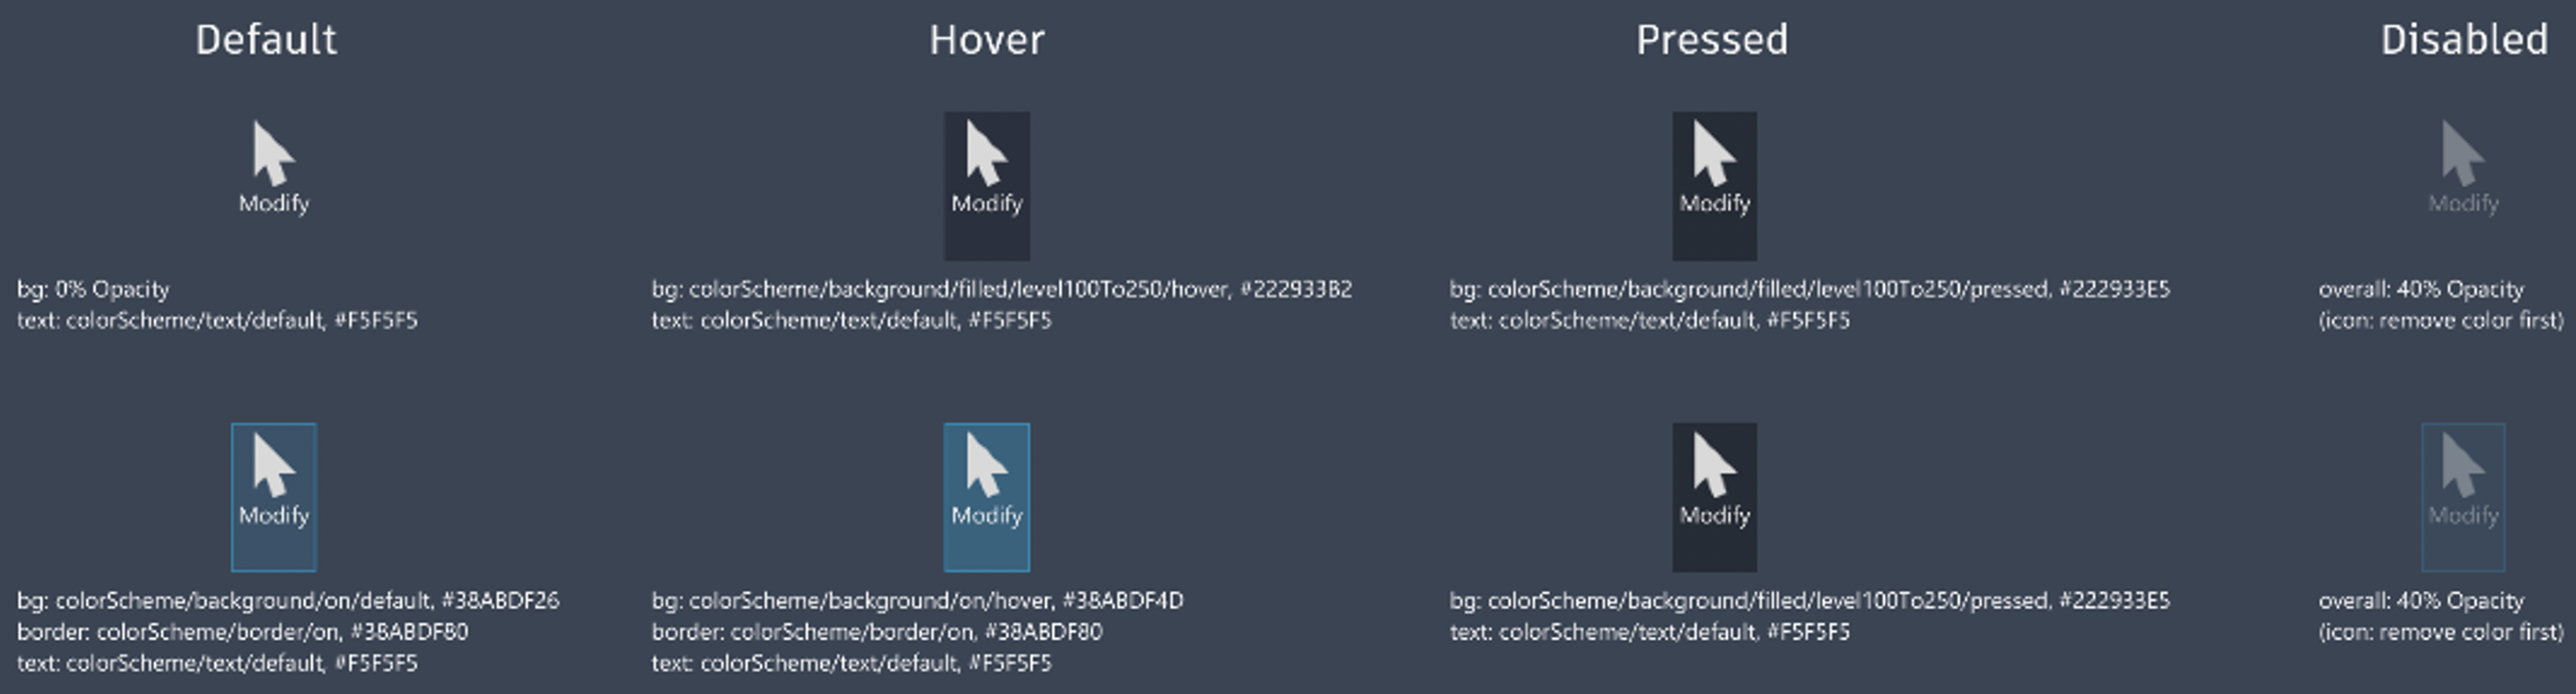 Default
Hover
Pressed
Disabled
Modify
Modify
Modify
Modify
bg: 0% Opacity
text: colorScheme/text/default, #F5F5F5
bg: colorScheme/background/filled/level100To250/hover, #222933B2
text: colorScheme/text/default, #F5F5F5
bg: colorScheme/background/filled/level100To250/pressed, #222933E5
text: colorScheme/text/default, #F5F5F5
overall: 40% Opacity
(icon: remove color first)
Modify
Modify
Modify
Modify
bg: colorScheme/background/on/default, #38ABDF26
border: colorScheme/border/on, #38ABDF80
text: colorScheme/text/default, #F5F5F5
bg: colorScheme/background/on/hover, #38ABDF4D
border: colorScheme/border/on, #38ABDF80
text: colorScheme/text/default, #F5F5F5
bg: colorScheme/background/filled/level100To250/pressed, #222933E5
text: colorScheme/text/default, #F5F5F5
overall: 40% Opacity
(icon: remove color first)